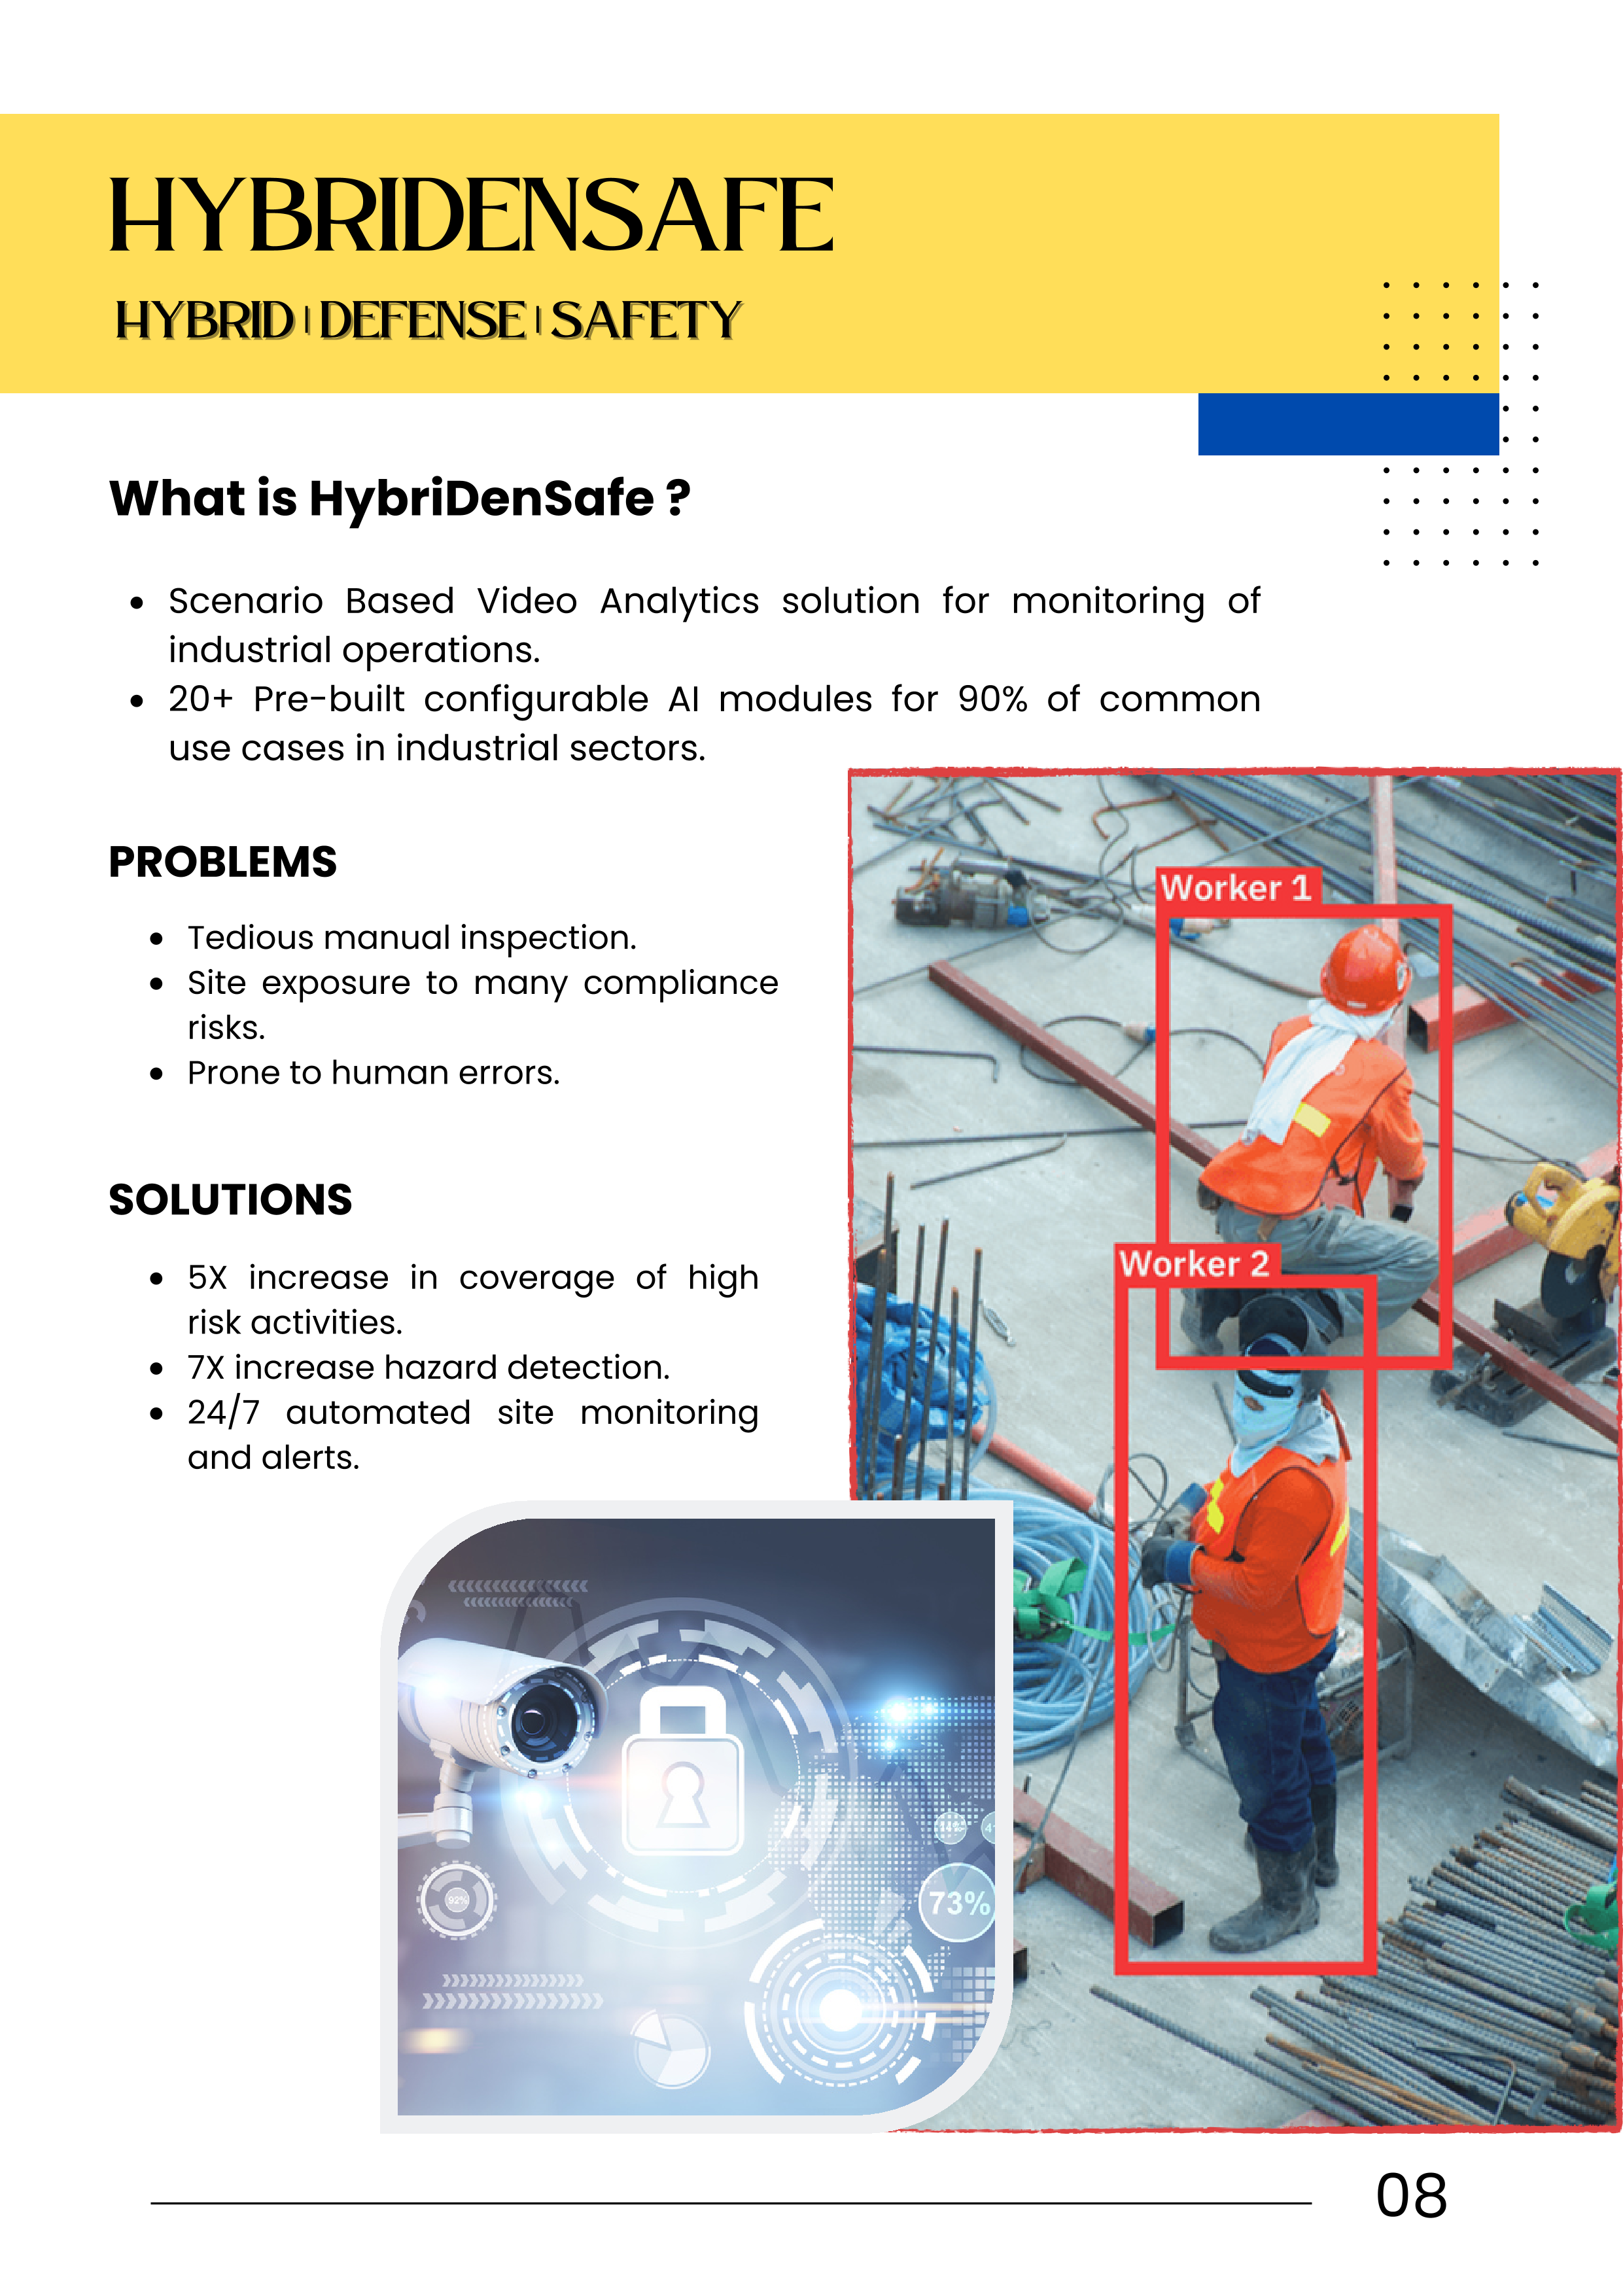 HYBRIDENSAFE
HYBRID | DEFENSE | SAFETY
What is HybriDenSafe ?
• Scenario Based Video Analytics solution for monitoring of
industrial operations.
• 20+ Pre-built configurable AI modules for 90% of common
use cases in industrial sectors.
PROBLEMS
• Tedious manual inspection.
• Site exposure to many compliance
risks.
• Prone to human errors.
SOLUTIONS
• 5X increase in coverage of high
risk activities.
• 7X increase hazard detection.
• 24/7 automated site monitoring
and alerts.
Worker 1
Worker 2
92%
73%
08